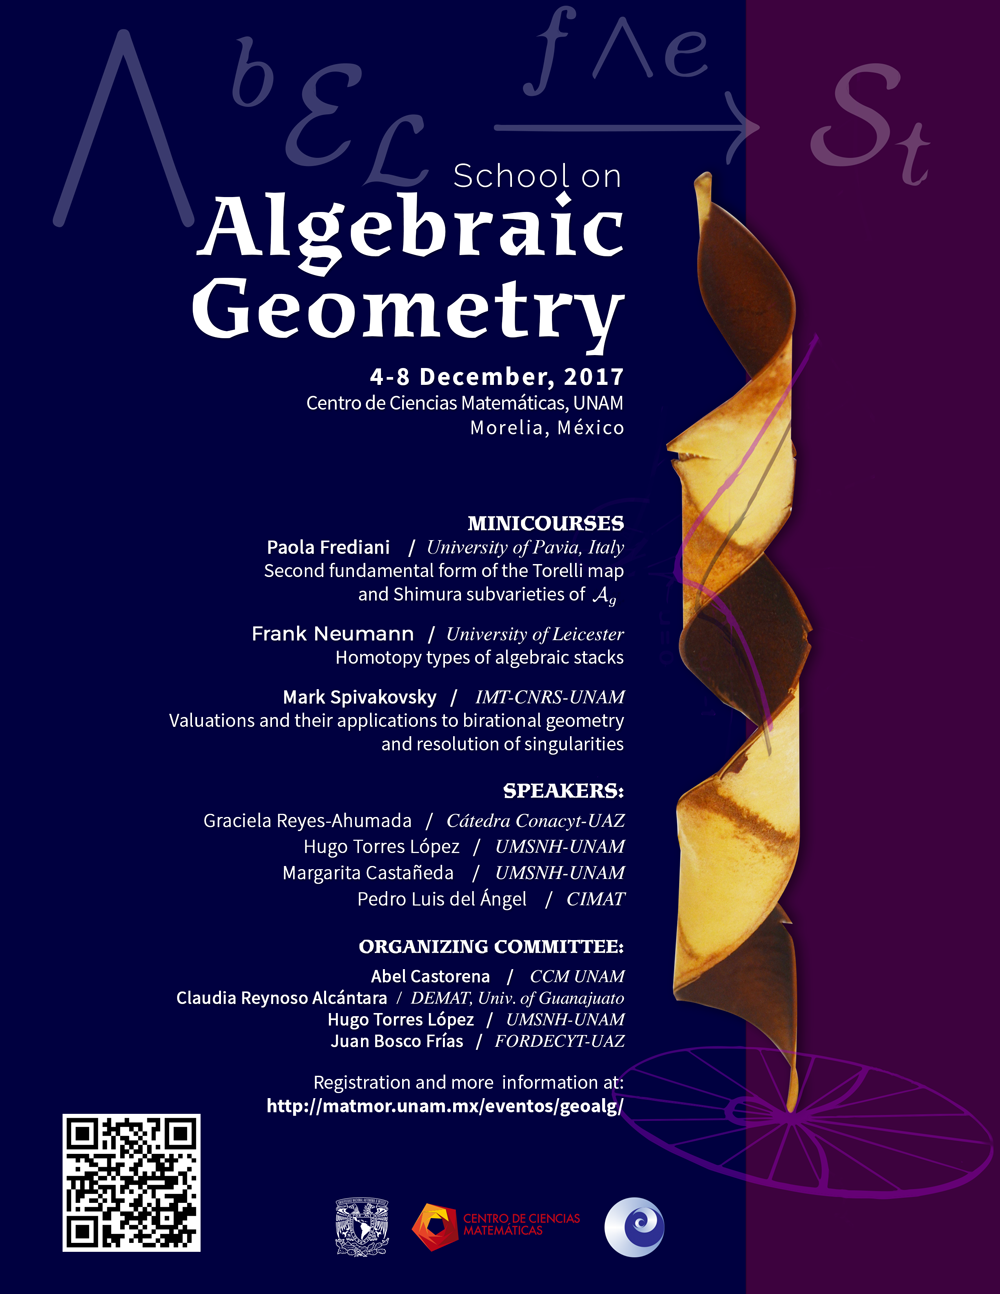 Λ b ℰ ℒ f ∧ e → S t
School on
Algebraic
Geometry
4-8 December, 2017
Centro de Ciencias Matemáticas, UNAM
Morelia, México
MINICOURSES
Paola Frediani / University of Pavia, Italy
Second fundamental form of the Torelli map
and Shimura subvarieties of 𝒜g
Frank Neumann / University of Leicester
Homotopy types of algebraic stacks
Mark Spivakovsky / IMT-CNRS-UNAM
Valuations and their applications to birational geometry
and resolution of singularities
SPEAKERS:
Graciela Reyes-Ahumada / Cátedra Conacyt-UAZ
Hugo Torres López / UMSNH-UNAM
Margarita Castañeda / UMSNH-UNAM
Pedro Luis del Ángel / CIMAT
ORGANIZING COMMITTEE:
Abel Castorena / CCM UNAM
Claudia Reynoso Alcántara / DEMAT, Univ. of Guanajuato
Hugo Torres López / UMSNH-UNAM
Juan Bosco Frías / FORDECYT-UAZ
Registration and more information at:
http://matmor.unam.mx/eventos/geoalg/
CENTRO DE CIENCIAS
MATEMÁTICAS